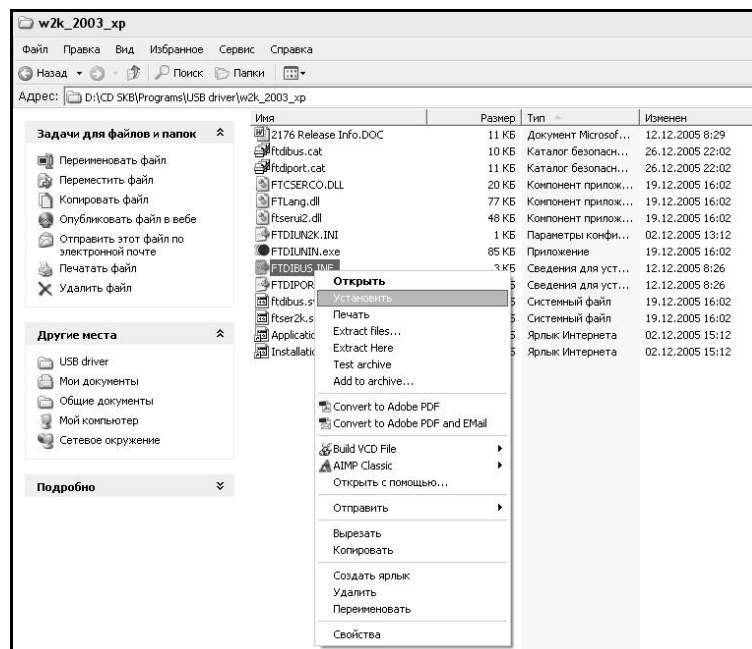 w2k_2003_xp
Файл Правка Вид Избранное Сервис Справка
Назад Поиск Папки
Адрес: D:\CD SKB\Programs\USB driver\w2k_2003_xp
Имя Размер Тип Изменен
Задачи для файлов и папок
Переименовать файл
Переместить файл
Копировать файл
Опубликовать файл в вебе
Отправить этот файл по
электронной почте
Печатать файл
Удалить файл
Другие места
USB driver
Мои документы
Общие документы
Мой компьютер
Сетевое окружение
Подробно
2176 Release Info.DOC 11 КБ Документ Microsof... 12.12.2005 8:29
ftdibus.cat 10 КБ Каталог безопасн... 26.12.2005 22:02
ftdiport.cat 11 КБ Каталог безопасн... 26.12.2005 22:02
FTCSERCO.DLL 20 КБ Компонент прилож... 19.12.2005 16:02
FTLang.dll 77 КБ Компонент прилож... 19.12.2005 16:02
ftserui2.dll 48 КБ Компонент прилож... 19.12.2005 16:02
FTDIUN2K.INI 1 КБ Параметры конфи... 02.12.2005 13:12
FTDIUNIN.exe 85 КБ Приложение 19.12.2005 16:02
FTDIBUS.INF 3 КБ Сведения для уст... 12.12.2005 8:26
FTDIPOR Сведения для уст... 12.12.2005 8:26
ftdibus.s Системный файл 19.12.2005 16:02
ftser2k.s Системный файл 19.12.2005 16:02
Applicatio Ярлык Интернета 02.12.2005 15:12
Installatio Ярлык Интернета 02.12.2005 15:12
Открыть
Установить
Печать
Extract files...
Extract Here
Test archive
Add to archive...
Convert to Adobe PDF
Convert to Adobe PDF and EMail
Build VCD File
AIMP Classic
Открыть с помощью...
Отправить
Вырезать
Копировать
Создать ярлык
Удалить
Переименовать
Свойства